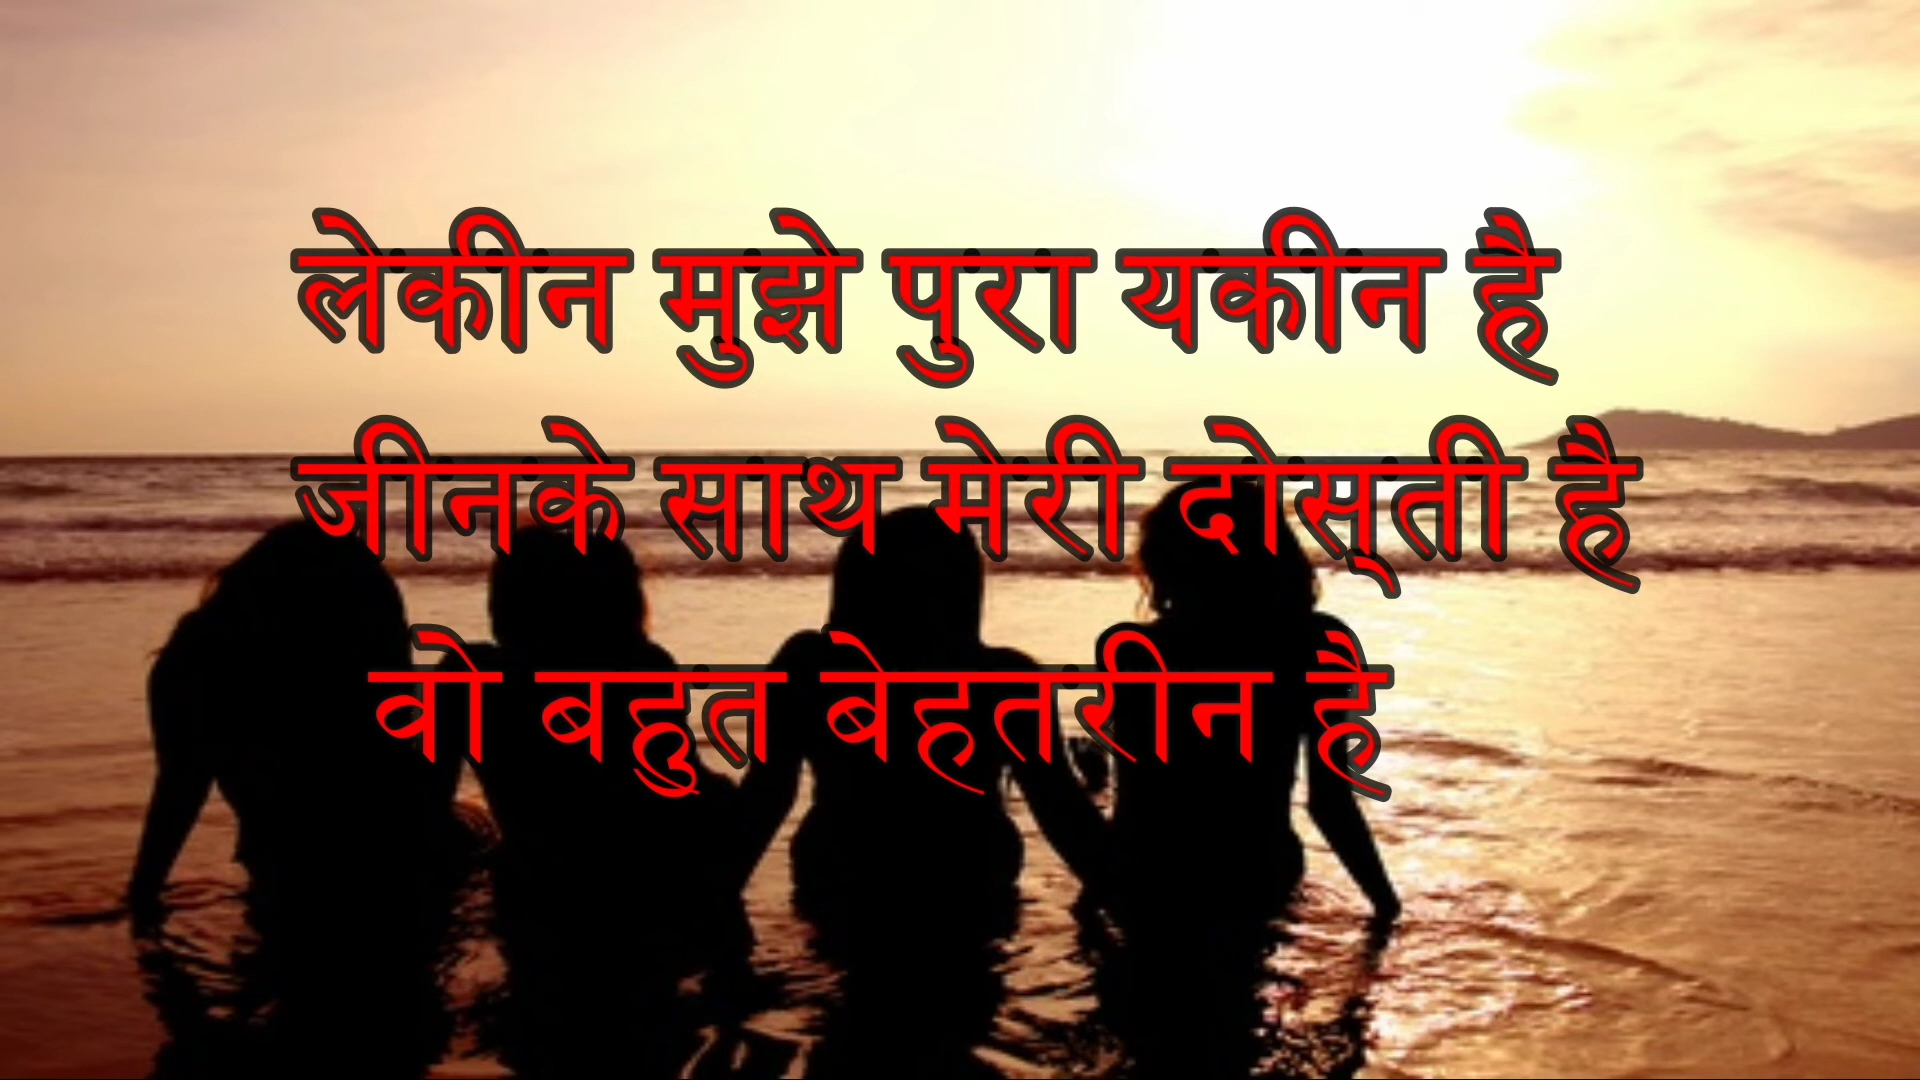 लेकीन मुझे पुरा यकीन है
जीनके साथ मेरी दोस्ती है
वो बहुत बेहतरीन है